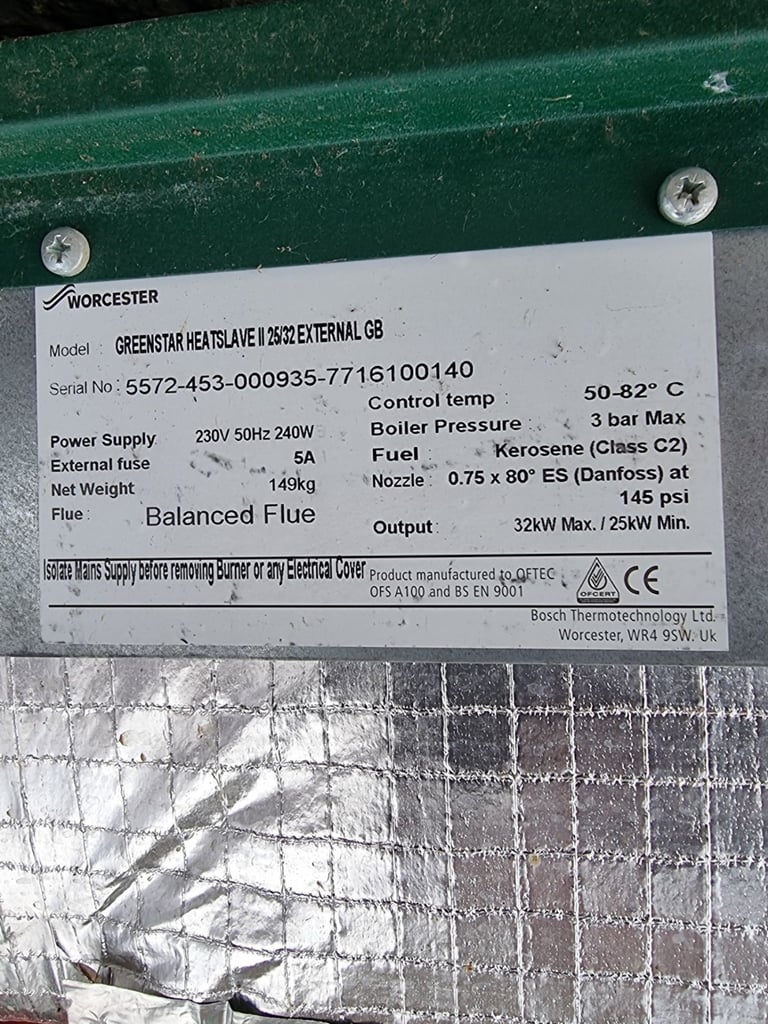 WORCESTER
Model : GREENSTAR HEATSLAVE II 25/32 EXTERNAL GB
Serial No : 5572-453-000935-7716100140
Power Supply 230V 50Hz 240W
External fuse 5A
Net Weight 149kg
Flue : Balanced Flue
Control temp : 50-82° C
Boiler Pressure : 3 bar Max
Fuel : Kerosene (Class C2)
Nozzle : 0.75 x 80° ES (Danfoss) at
145 psi
Output : 32kW Max. / 25kW Min.
Isolate Mains Supply before removing Burner or any Electrical Cover
Product manufactured to OFTEC
OFS A100 and BS EN 9001
OFCERT
CE
Bosch Thermotechnology Ltd.
Worcester, WR4 9SW. Uk